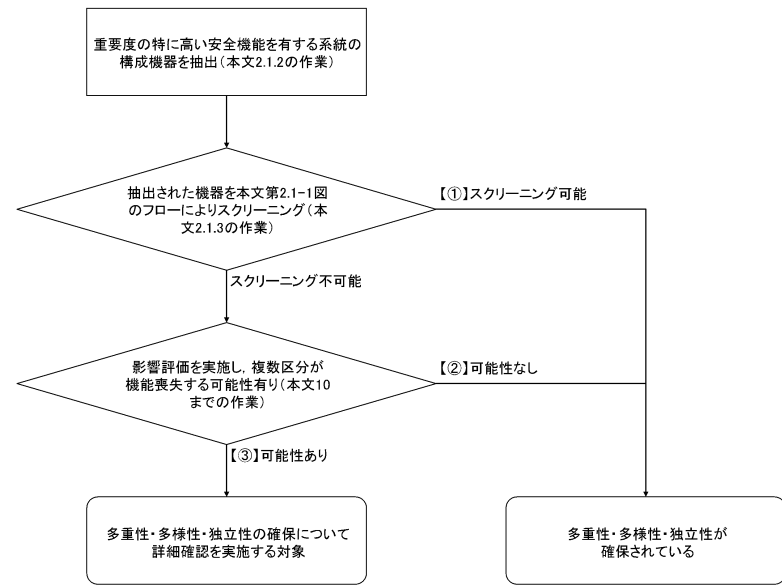 重要度の特に高い安全機能を有する系統の
構成機器を抽出(本文2.1.2の作業)
抽出された機器を本文第2.1-1図
のフローによりスクリーニング(本
文2.1.3の作業)
【①】スクリーニング可能
スクリーニング不可能
影響評価を実施し,複数区分が
機能喪失する可能性有り(本文10
までの作業)
【②】可能性なし
【③】可能性あり
多重性・多様性・独立性の確保について
詳細確認を実施する対象
多重性・多様性・独立性が
確保されている